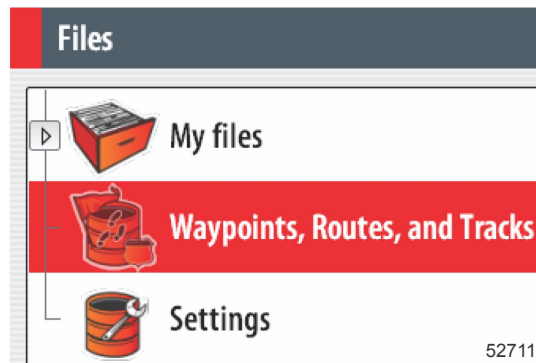 Files
My files
Waypoints, Routes, and Tracks
Settings
52711